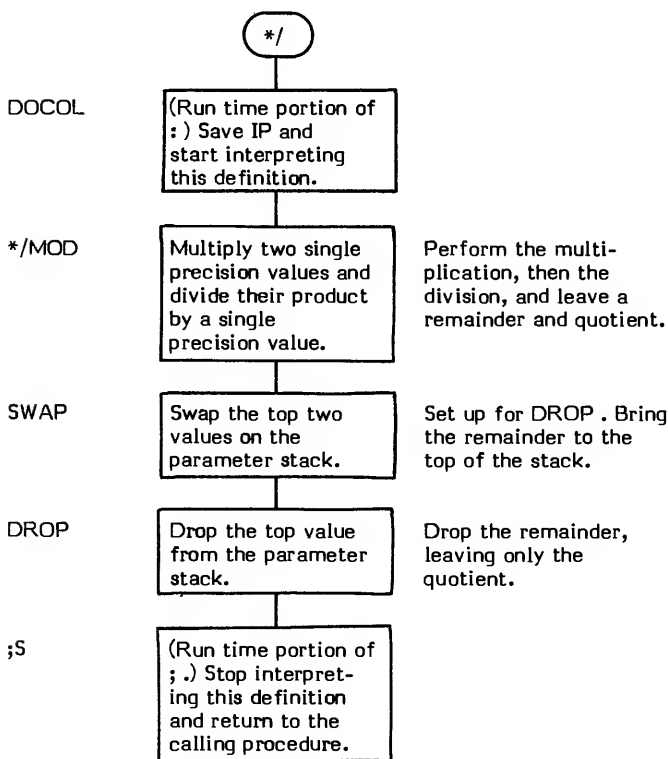 */
DOCOL
(Run time portion of
: ) Save IP and
start interpreting
this definition.
*/MOD
Multiply two single
precision values and
divide their product
by a single
precision value.
Perform the multi-
plication, then the
division, and leave a
remainder and quotient.
SWAP
Swap the top two
values on the
parameter stack.
Set up for DROP . Bring
the remainder to the
top of the stack.
DROP
Drop the top value
from the parameter
stack.
Drop the remainder,
leaving only the
quotient.
;S
(Run time portion of
; .) Stop interpret-
ing this definition
and return to the
calling procedure.